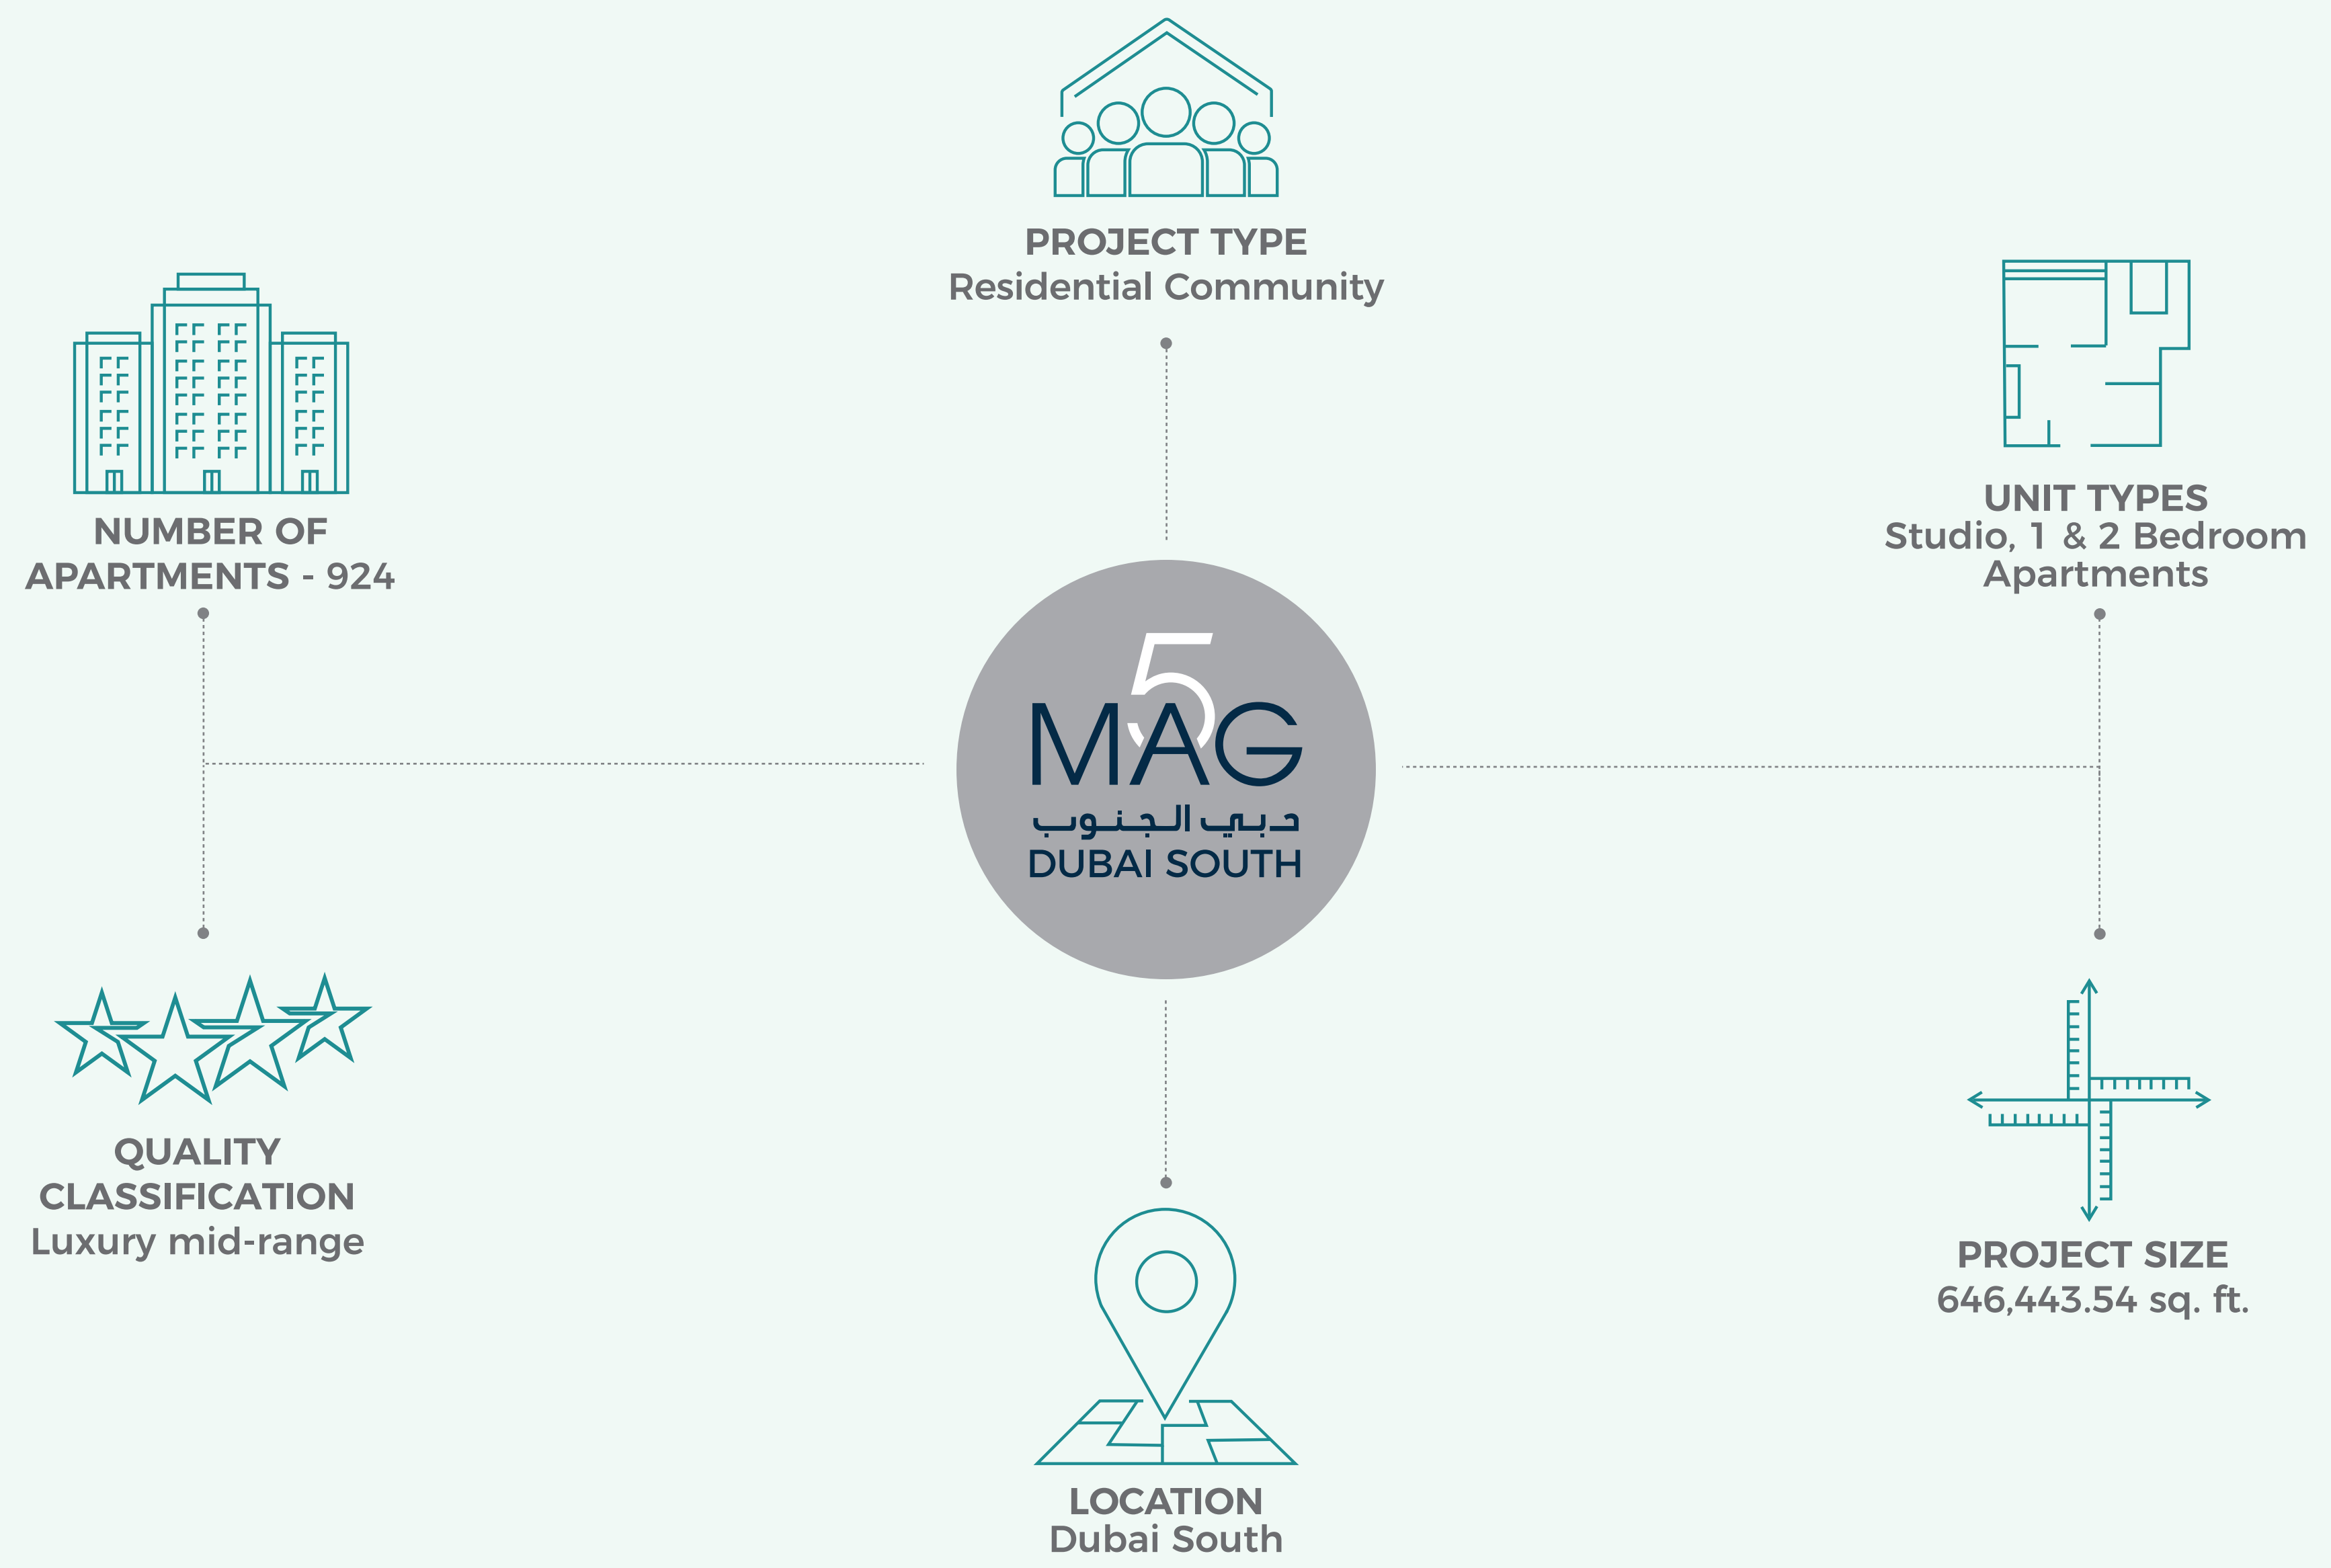 PROJECT TYPE
Residential Community
NUMBER OF
APARTMENTS - 924
UNIT TYPES
Studio, 1 & 2 Bedroom
Apartments
5
MAG
دبي الجنوب
DUBAI SOUTH
QUALITY
CLASSIFICATION
Luxury mid-range
PROJECT SIZE
646,443.54 sq. ft.
LOCATION
Dubai South